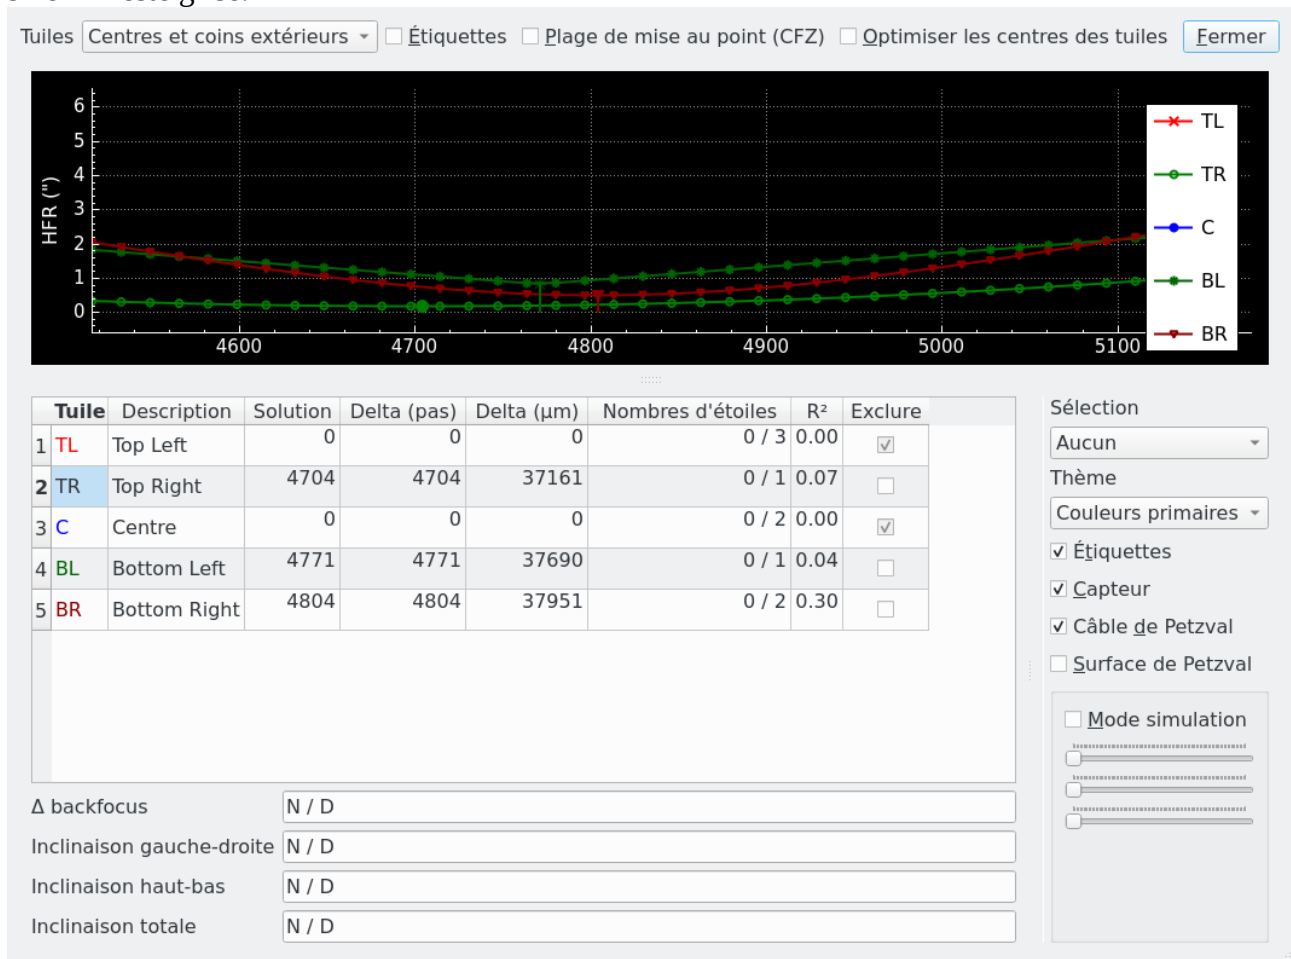 Tuiles Centres et coins extérieurs Étiquettes Plage de mise au point (CFZ) Optimiser les centres des tuiles Fermer
6
5
4
3
2
1
0
HFR (")
4600 4700 4800 4900 5000 5100
TL
TR
C
BL
BR
Tuile Description Solution Delta (pas) Delta (µm) Nombres d'étoiles R² Exclure
1 TL Top Left 0 0 0 0 / 3 0.00
2 TR Top Right 4704 4704 37161 0 / 1 0.07
3 C Centre 0 0 0 0 / 2 0.00
4 BL Bottom Left 4771 4771 37690 0 / 1 0.04
5 BR Bottom Right 4804 4804 37951 0 / 2 0.30
Sélection
Aucun
Thème
Couleurs primaires
Étiquettes
Capteur
Câble de Petzval
Surface de Petzval
Mode simulation
Δ backfocus N / D
Inclinaison gauche-droite N / D
Inclinaison haut-bas N / D
Inclinaison totale N / D